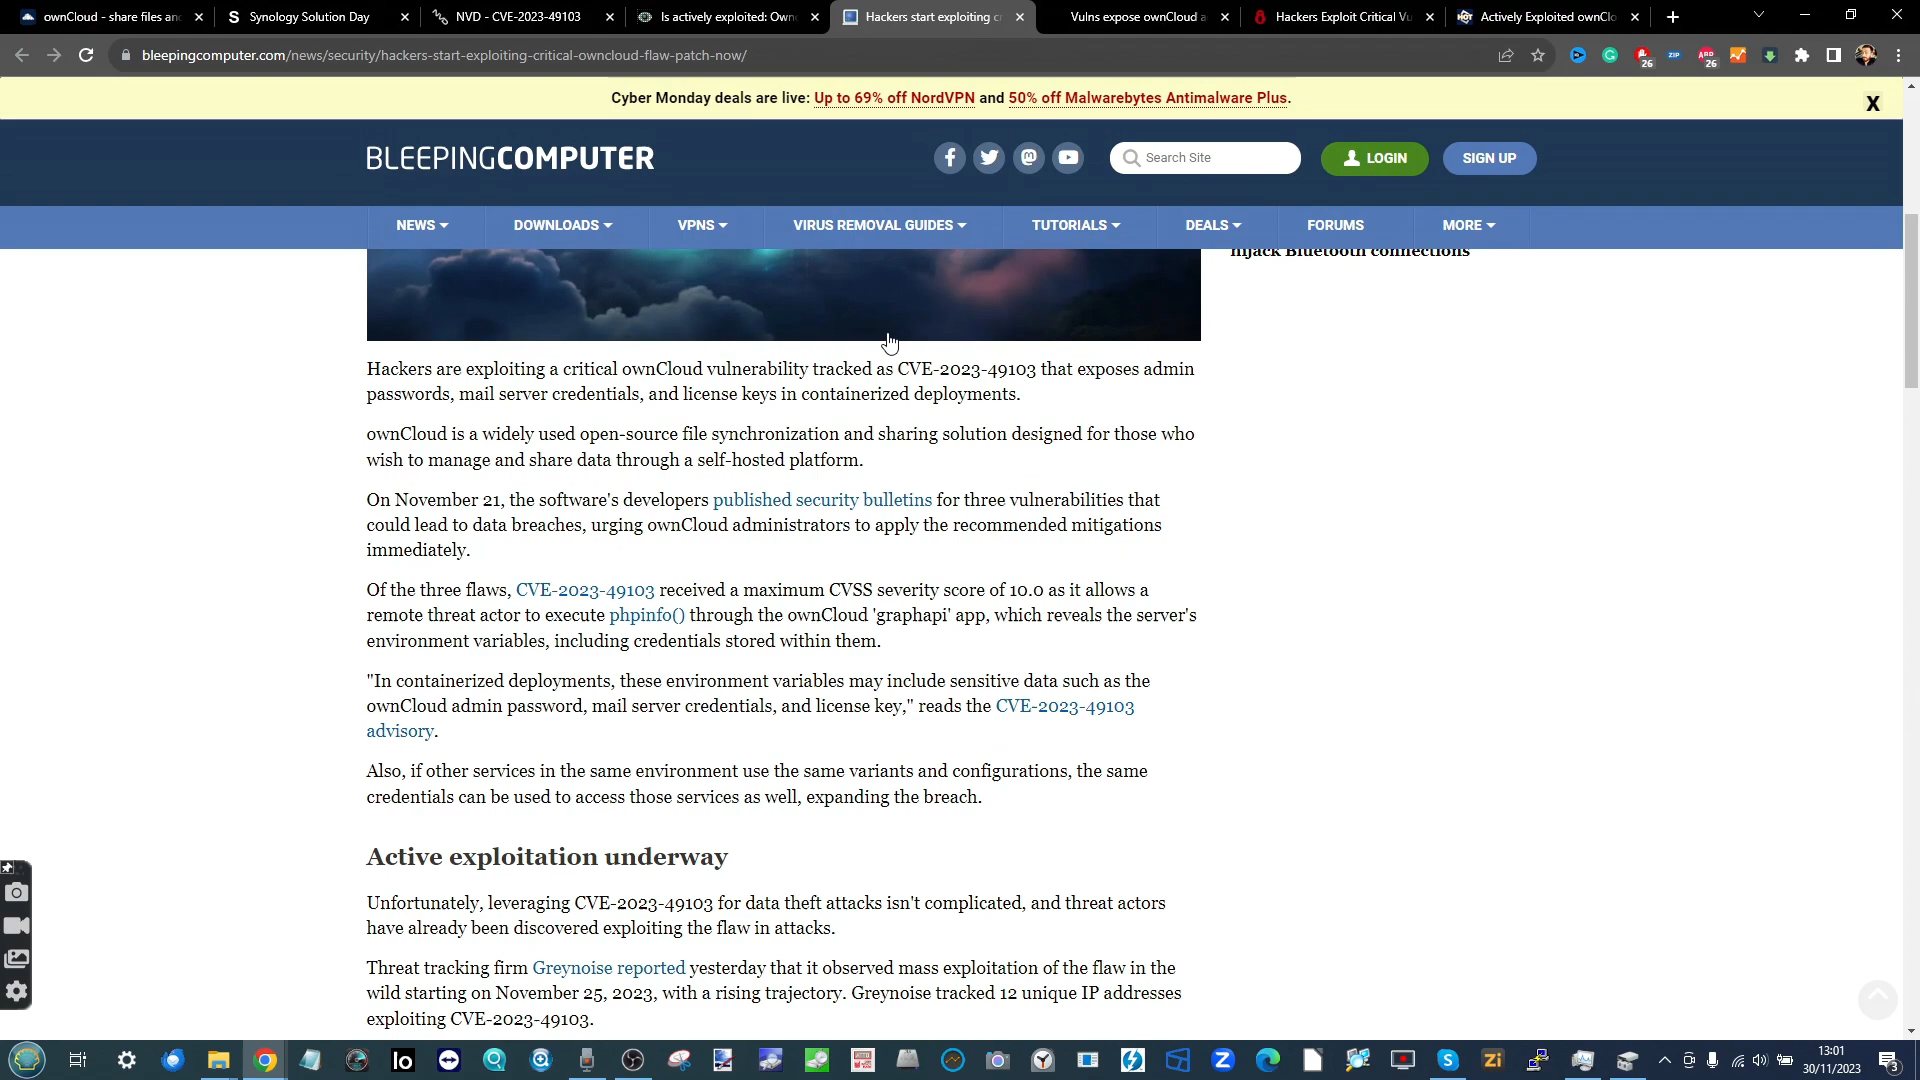 ownCloud - share files an
Synology Solution Day
NVD - CVE-2023-49103
Is actively exploited: Own
Hackers start exploiting c
Vulns expose ownCloud a
Hackers Exploit Critical Vu
Actively Exploited ownClo
bleepingcomputer.com/news/security/hackers-start-exploiting-critical-owncloud-flaw-patch-now/
26
ZIP
26
Cyber Monday deals are live: Up to 69% off NordVPN and 50% off Malwarebytes Antimalware Plus.
X
BLEEPINGCOMPUTER
Search Site
LOGIN
SIGN UP
NEWS
DOWNLOADS
VPNS
VIRUS REMOVAL GUIDES
TUTORIALS
DEALS
FORUMS
MORE
hijack Bluetooth connections
Hackers are exploiting a critical ownCloud vulnerability tracked as CVE-2023-49103 that exposes admin
passwords, mail server credentials, and license keys in containerized deployments.
ownCloud is a widely used open-source file synchronization and sharing solution designed for those who
wish to manage and share data through a self-hosted platform.
On November 21, the software's developers published security bulletins for three vulnerabilities that
could lead to data breaches, urging ownCloud administrators to apply the recommended mitigations
immediately.
Of the three flaws, CVE-2023-49103 received a maximum CVSS severity score of 10.0 as it allows a
remote threat actor to execute phpinfo() through the ownCloud 'graphapi' app, which reveals the server's
environment variables, including credentials stored within them.
"In containerized deployments, these environment variables may include sensitive data such as the
ownCloud admin password, mail server credentials, and license key," reads the CVE-2023-49103
advisory.
Also, if other services in the same environment use the same variants and configurations, the same
credentials can be used to access those services as well, expanding the breach.
Active exploitation underway
Unfortunately, leveraging CVE-2023-49103 for data theft attacks isn't complicated, and threat actors
have already been discovered exploiting the flaw in attacks.
Threat tracking firm Greynoise reported yesterday that it observed mass exploitation of the flaw in the
wild starting on November 25, 2023, with a rising trajectory. Greynoise tracked 12 unique IP addresses
exploiting CVE-2023-49103.
13:01
30/11/2023
3